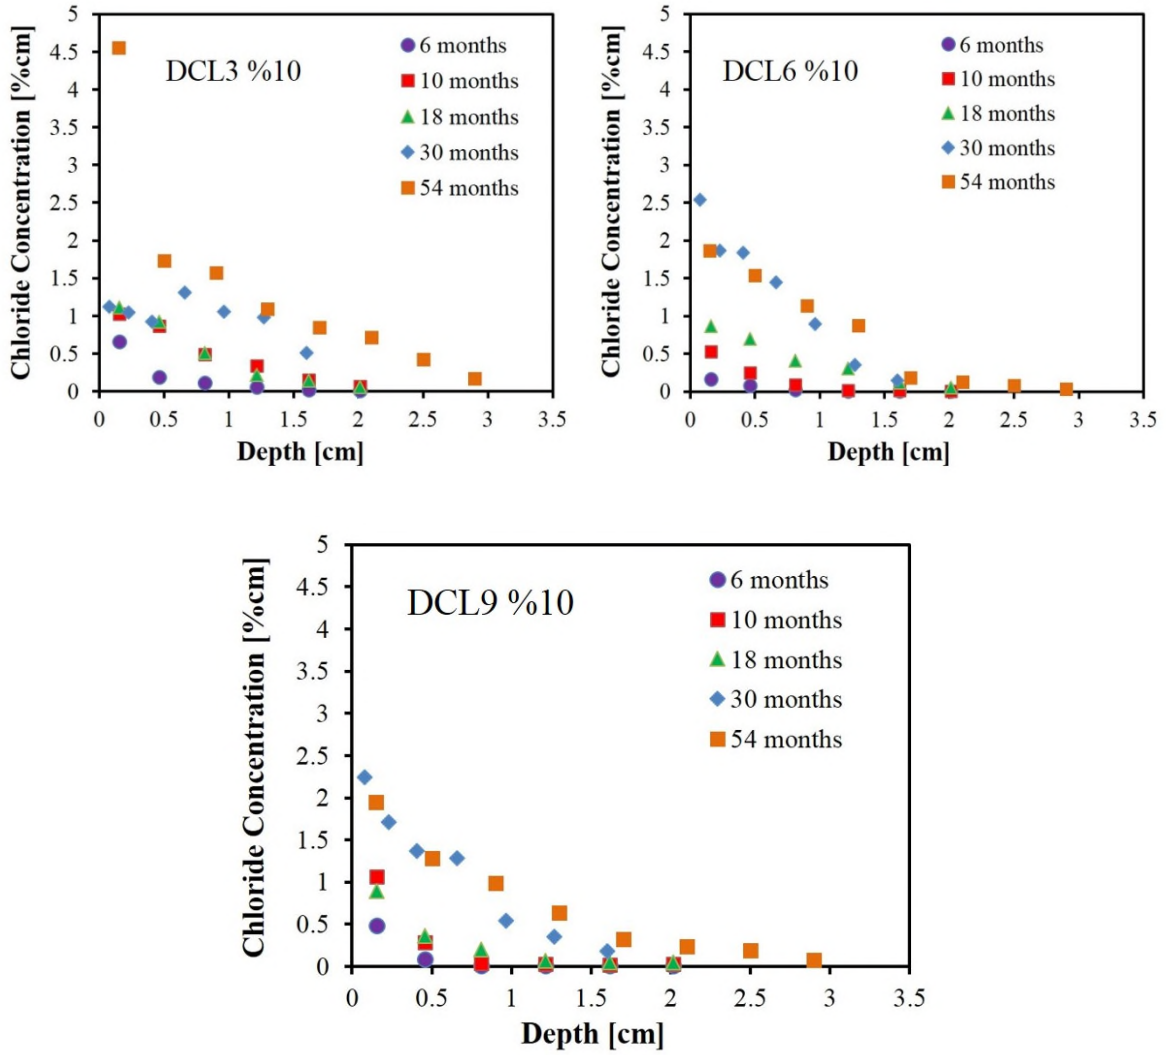 5
4.5
4
3.5
3
2.5
2
1.5
1
0.5
0
Chloride Concentration [%cm]
DCL3 %10
6 months
10 months
18 months
30 months
54 months
0 0.5 1 1.5 2 2.5 3 3.5
Depth [cm]
5
4.5
4
3.5
3
2.5
2
1.5
1
0.5
0
Chloride Concentration [%cm]
DCL6 %10
6 months
10 months
18 months
30 months
54 months
0 0.5 1 1.5 2 2.5 3 3.5
Depth [cm]
5
4.5
4
3.5
3
2.5
2
1.5
1
0.5
0
Chloride Concentration [%cm]
DCL9 %10
6 months
10 months
18 months
30 months
54 months
0 0.5 1 1.5 2 2.5 3 3.5
Depth [cm]